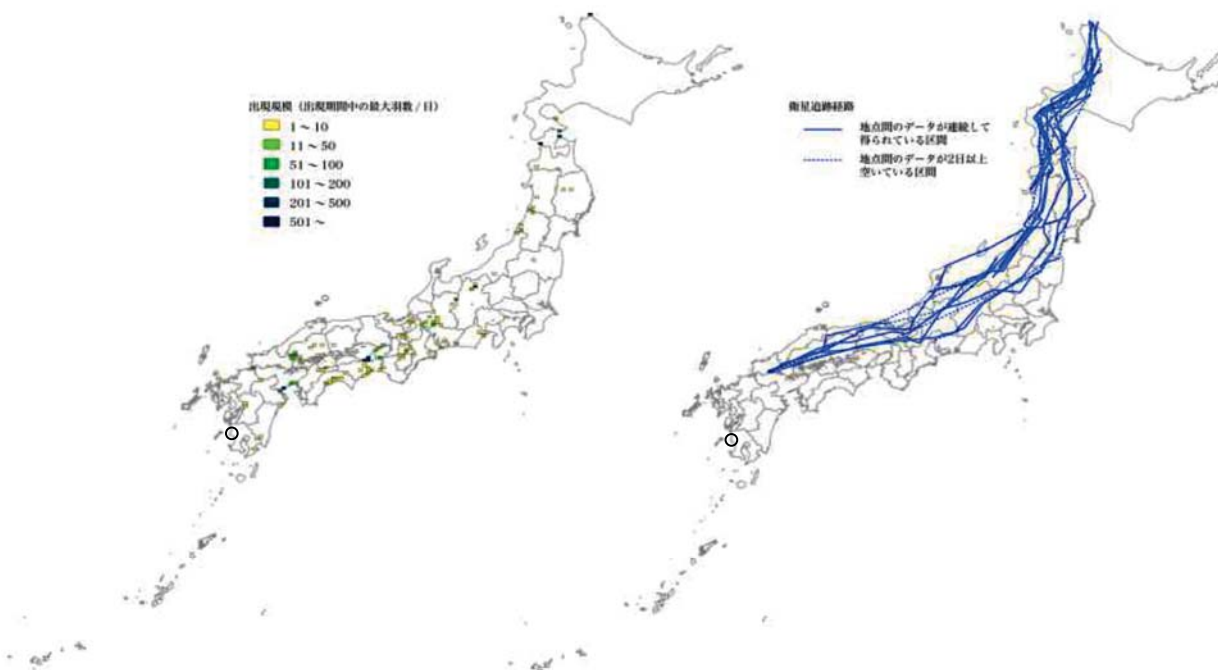 出現規模（出現期間中の最大羽数 / 日）
1 ～ 10
11 ～ 50
51 ～ 100
101 ～ 200
201 ～ 500
501 ～
衛星追跡経路
地点間のデータが連続して
得られている区間
地点間のデータが2日以上
空いている区間